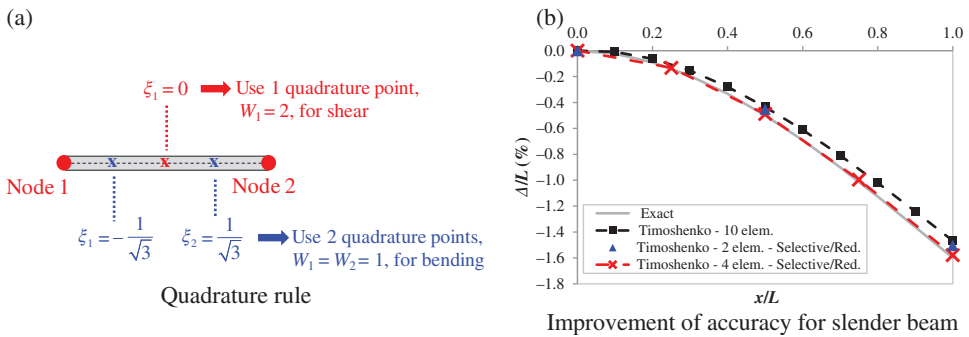 (a)
ξ₁ = 0 Use 1 quadrature point,
W₁ = 2, for shear
x x x
Node 1 Node 2
ξ₁ = − 1/√3 ξ₂ = 1/√3 Use 2 quadrature points,
W₁ = W₂ = 1, for bending
Quadrature rule
(b)
0.0 0.2 0.4 0.6 0.8 1.0
0.0
−0.2
−0.4
−0.6
−0.8
−1.0
−1.2
−1.4
−1.6
−1.8
Δ/L (%)
Exact
Timoshenko - 10 elem.
Timoshenko - 2 elem. - Selective/Red.
Timoshenko - 4 elem. - Selective/Red.
x/L
Improvement of accuracy for slender beam